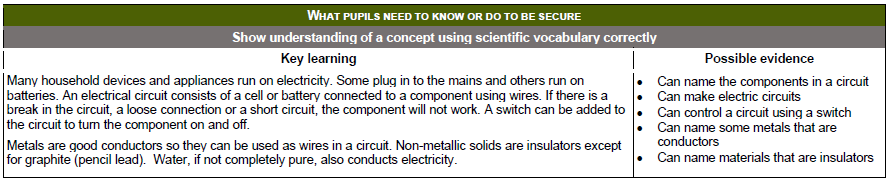 WHAT PUPILS NEED TO KNOW OR DO TO BE SECURE
Show understanding of a concept using scientific vocabulary correctly
Key learning
Many household devices and appliances run on electricity. Some plug in to the mains and others run on
batteries. An electrical circuit consists of a cell or battery connected to a component using wires. If there is a
break in the circuit, a loose connection or a short circuit, the component will not work. A switch can be added to
the circuit to turn the component on and off.
Metals are good conductors so they can be used as wires in a circuit. Non-metallic solids are insulators except
for graphite (pencil lead).  Water, if not completely pure, also conducts electricity.
Possible evidence
• Can name the components in a circuit
• Can make electric circuits
• Can control a circuit using a switch
• Can name some metals that are
conductors
• Can name materials that are insulators